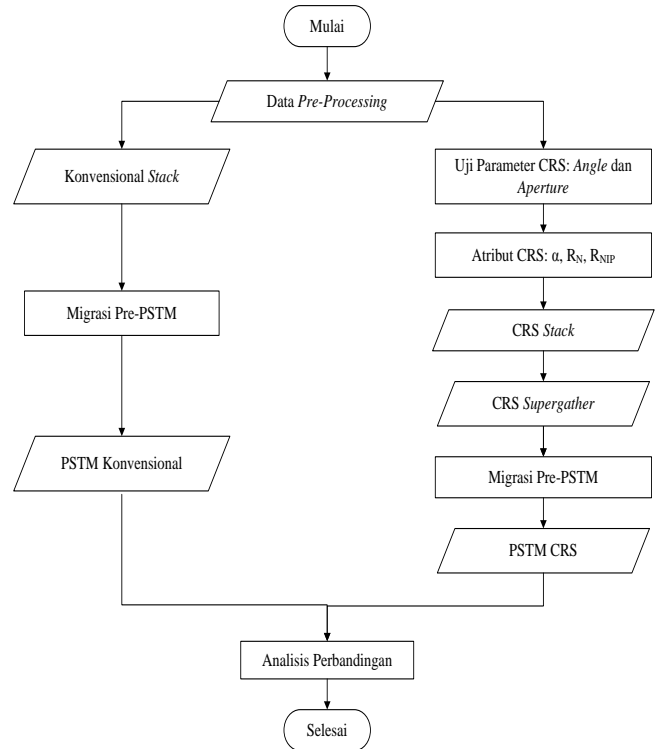 Mulai
Data Pre-Processing
Konvensional Stack
Migrasi Pre-PSTM
PSTM Konvensional
Uji Parameter CRS: Angle dan
Aperture
Atribut CRS: α, RN, RNIP
CRS Stack
CRS Supergather
Migrasi Pre-PSTM
PSTM CRS
Analisis Perbandingan
Selesai